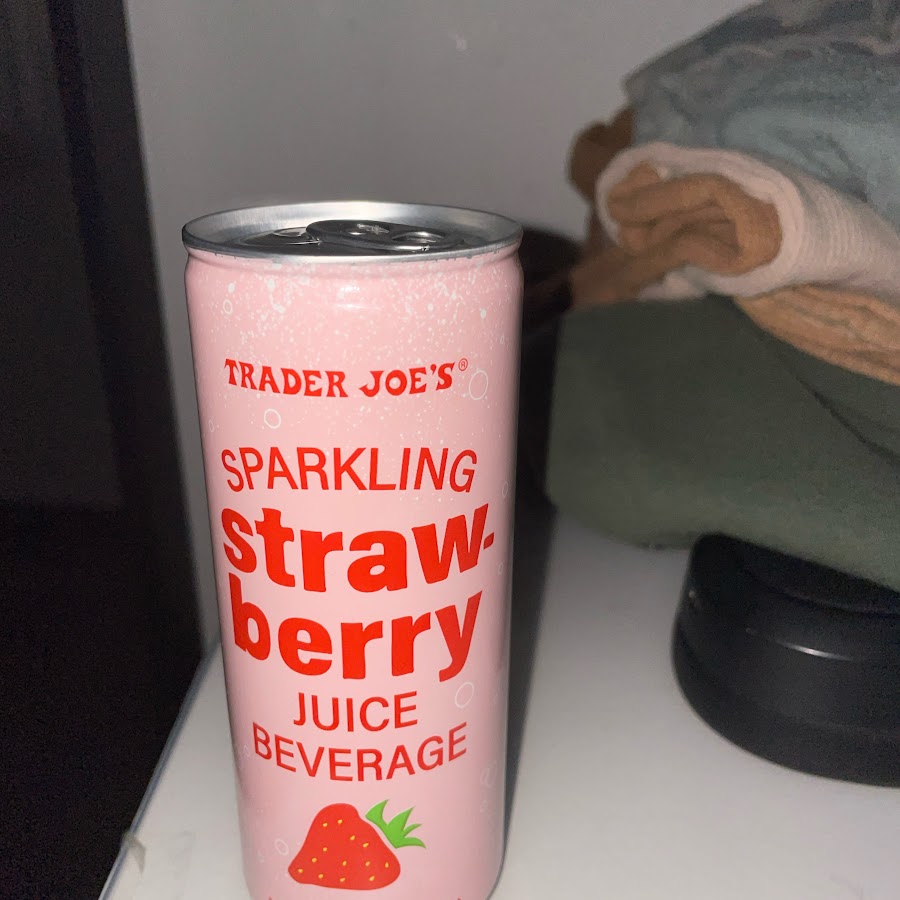 TRADER JOE'S®
SPARKLING
straw-
berry
JUICE
BEVERAGE